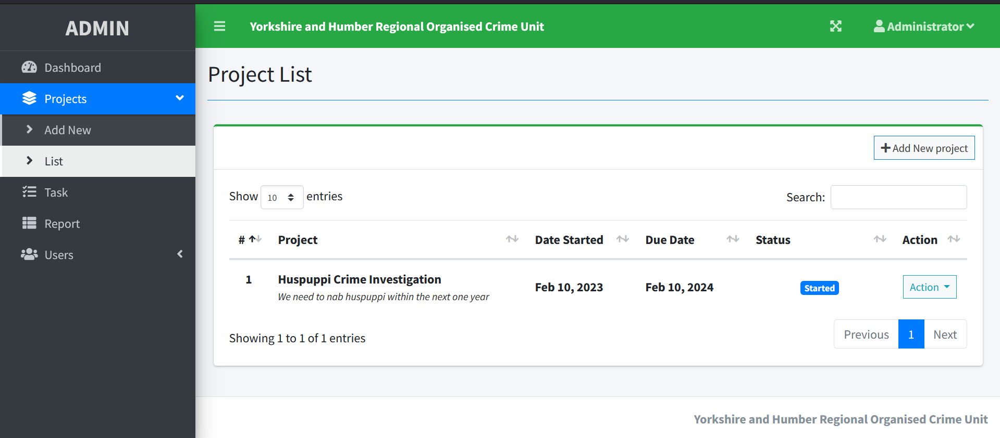 ADMIN
Yorkshire and Humber Regional Organised Crime Unit
Administrator
Dashboard
Projects
Add New
List
Task
Report
Users
Project List
Add New project
Show 10 entries
Search:
# Project Date Started Due Date Status Action
1 Huspuppi Crime Investigation Feb 10, 2023 Feb 10, 2024 Started Action
We need to nab huspuppi within the next one year
Showing 1 to 1 of 1 entries
Previous 1 Next
Yorkshire and Humber Regional Organised Crime Unit